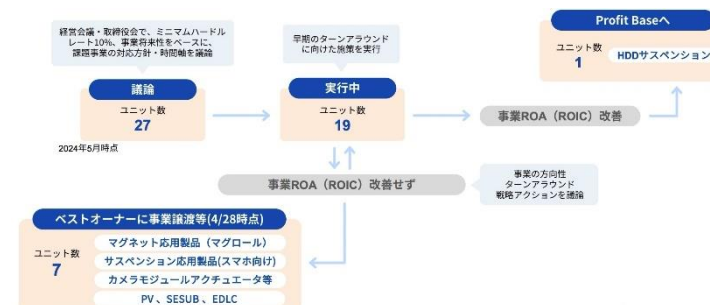 経営会議・取締役会で、ミニマムハードル
レート10%、事業将来性をベースに、
課題事業の対応方針・時間軸を議論
議論
ユニット数
27
2024年5月時点
早期のターンアラウンド
に向けた施策を実行
実行中
ユニット数
19
Profit Baseへ
ユニット数
1
HDDサスペンション
事業ROA（ROIC）改善
事業ROA（ROIC）改善せず
事業の方向性
ターンアラウンド
戦略アクションを議論
ベストオーナーに事業譲渡等(4/28時点)
ユニット数
7
マグネット応用製品（マグロール）
サスペンション応用製品(スマホ向け)
カメラモジュールアクチュエータ等
PV、SESUB、EDLC